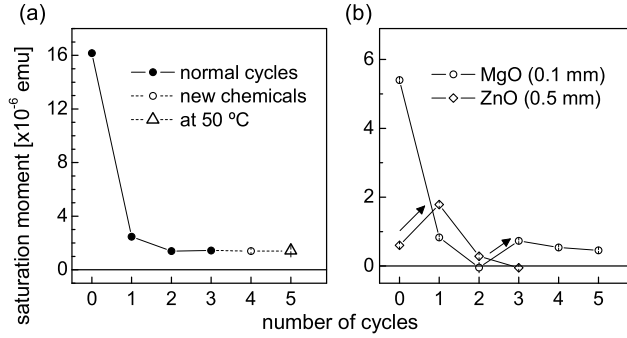 (a)
(b)
saturation moment [x10⁻⁶ emu]
16
12
8
4
0
normal cycles
new chemicals
at 50 ºC
0 1 2 3 4 5
6
4
2
0
MgO (0.1 mm)
ZnO (0.5 mm)
0 1 2 3 4 5
number of cycles